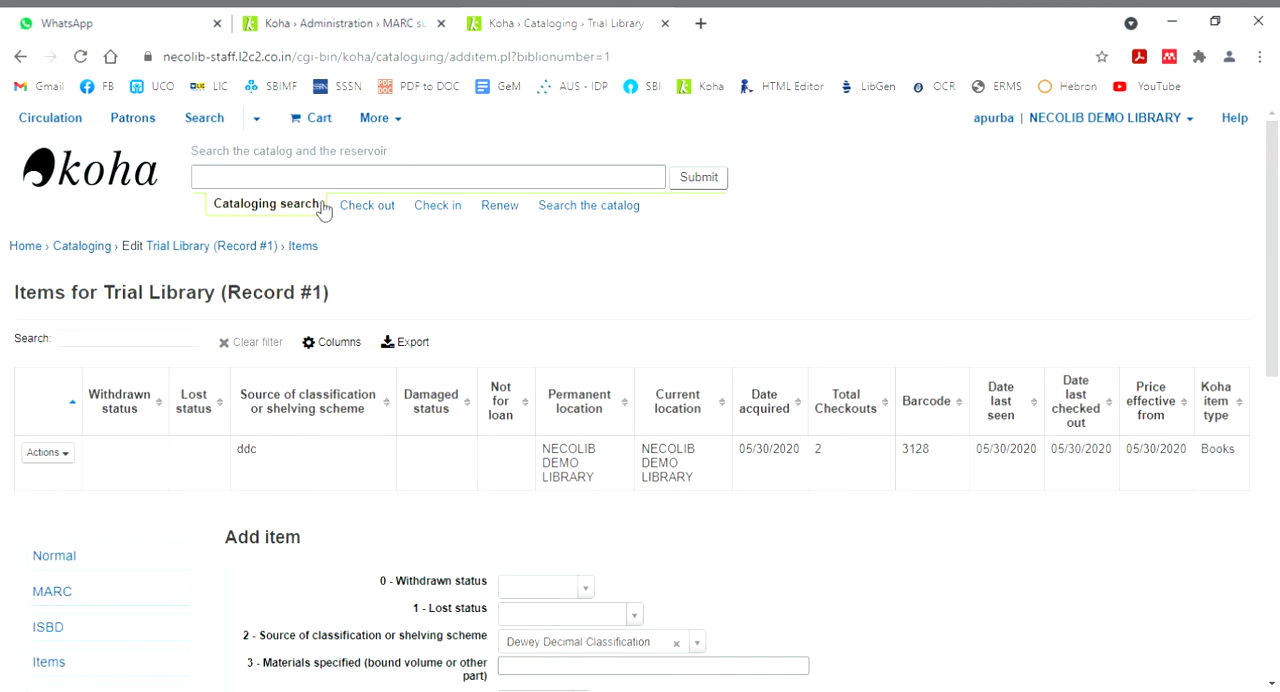 WhatsApp
Koha › Administration › MARC su
Koha › Cataloging › Trial Library
necolib-staff.l2c2.co.in/cgi-bin/koha/cataloguing/additem.pl?biblionumber=1
Gmail FB UCO LIC SBIMF SSSN PDF to DOC GeM AUS - IDP SBI Koha HTML Editor LibGen OCR ERMS Hebron YouTube
Circulation Patrons Search Cart More apurba | NECOLIB DEMO LIBRARY Help
koha
Search the catalog and the reservoir:
Submit
Cataloging search Check out Check in Renew Search the catalog
Home › Cataloging › Edit Trial Library (Record #1) › Items
Items for Trial Library (Record #1)
Search: Clear filter Columns Export
Withdrawn status
Lost status
Source of classification or shelving scheme
Damaged status
Not for loan
Permanent location
Current location
Date acquired
Total Checkouts
Barcode
Date last seen
Date last checked out
Price effective from
Koha item type
Actions
ddc
NECOLIB DEMO LIBRARY
NECOLIB DEMO LIBRARY
05/30/2020
2
3128
05/30/2020
05/30/2020
05/30/2020
Books
Normal
MARC
ISBD
Items
Add item
0 - Withdrawn status
1 - Lost status
2 - Source of classification or shelving scheme Dewey Decimal Classification
3 - Materials specified (bound volume or other
part)